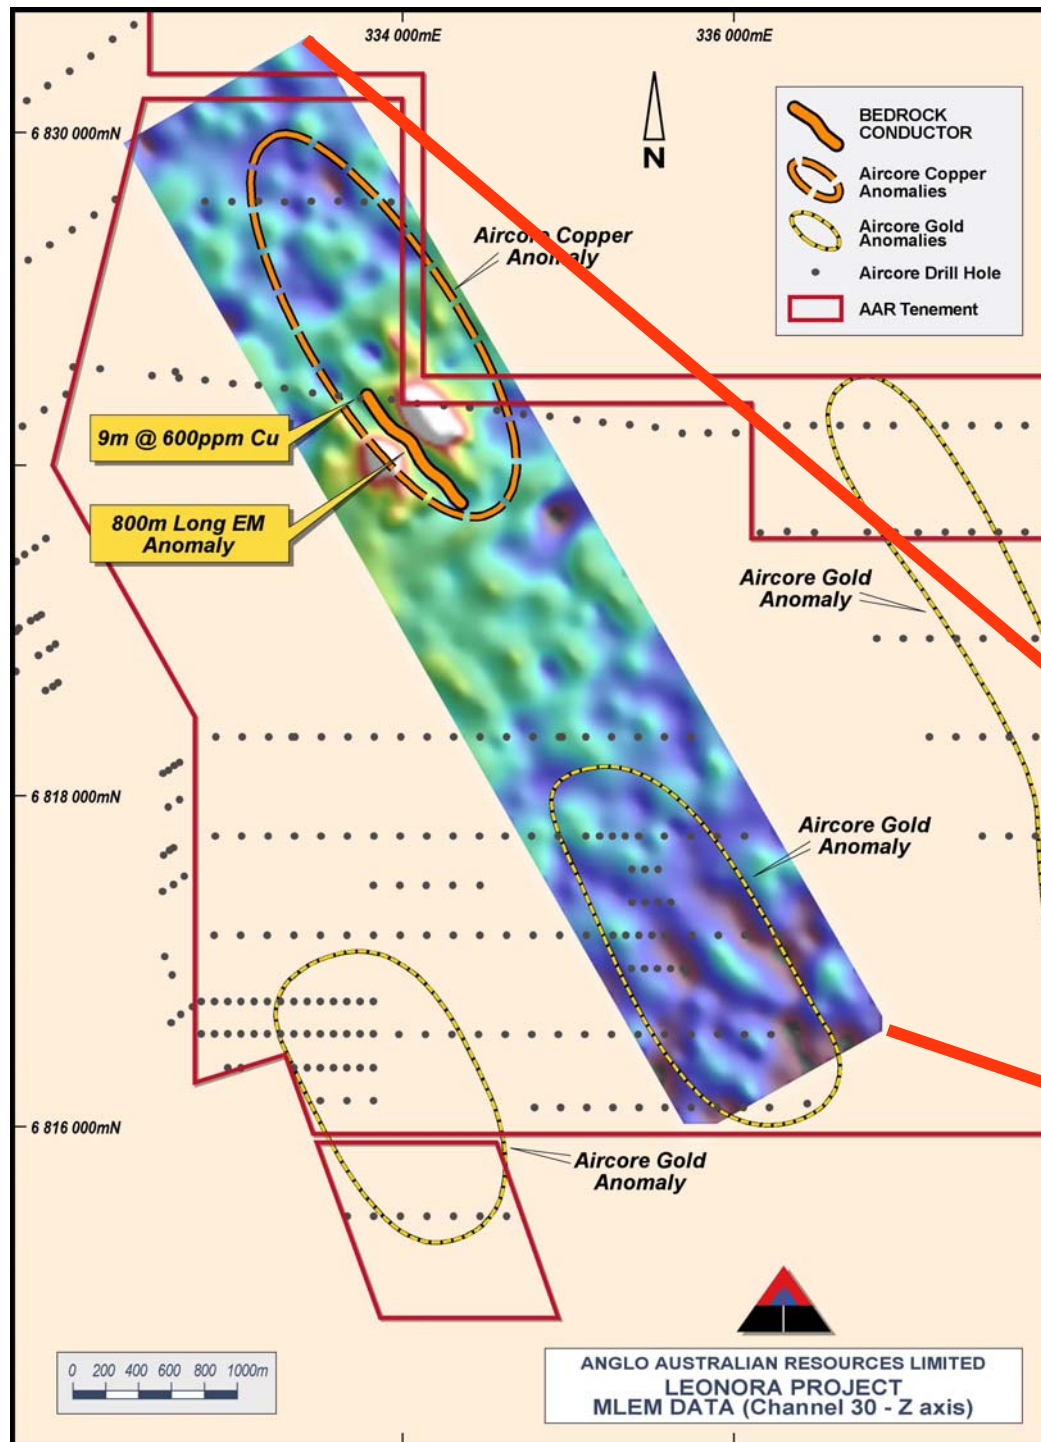 334 000mE
336 000mE
6 830 000mN
N
BEDROCK
CONDUCTOR
Aircore Copper
Anomalies
Aircore Gold
Anomalies
Aircore Drill Hole
AAR Tenement
Aircore Copper
Anomaly
9m @ 600ppm Cu
800m Long EM
Anomaly
Aircore Gold
Anomaly
6 818 000mN
Aircore Gold
Anomaly
6 816 000mN
Aircore Gold
Anomaly
0 200 400 600 800 1000m
ANGLO AUSTRALIAN RESOURCES LIMITED
LEONORA PROJECT
MLEM DATA (Channel 30 - Z axis)